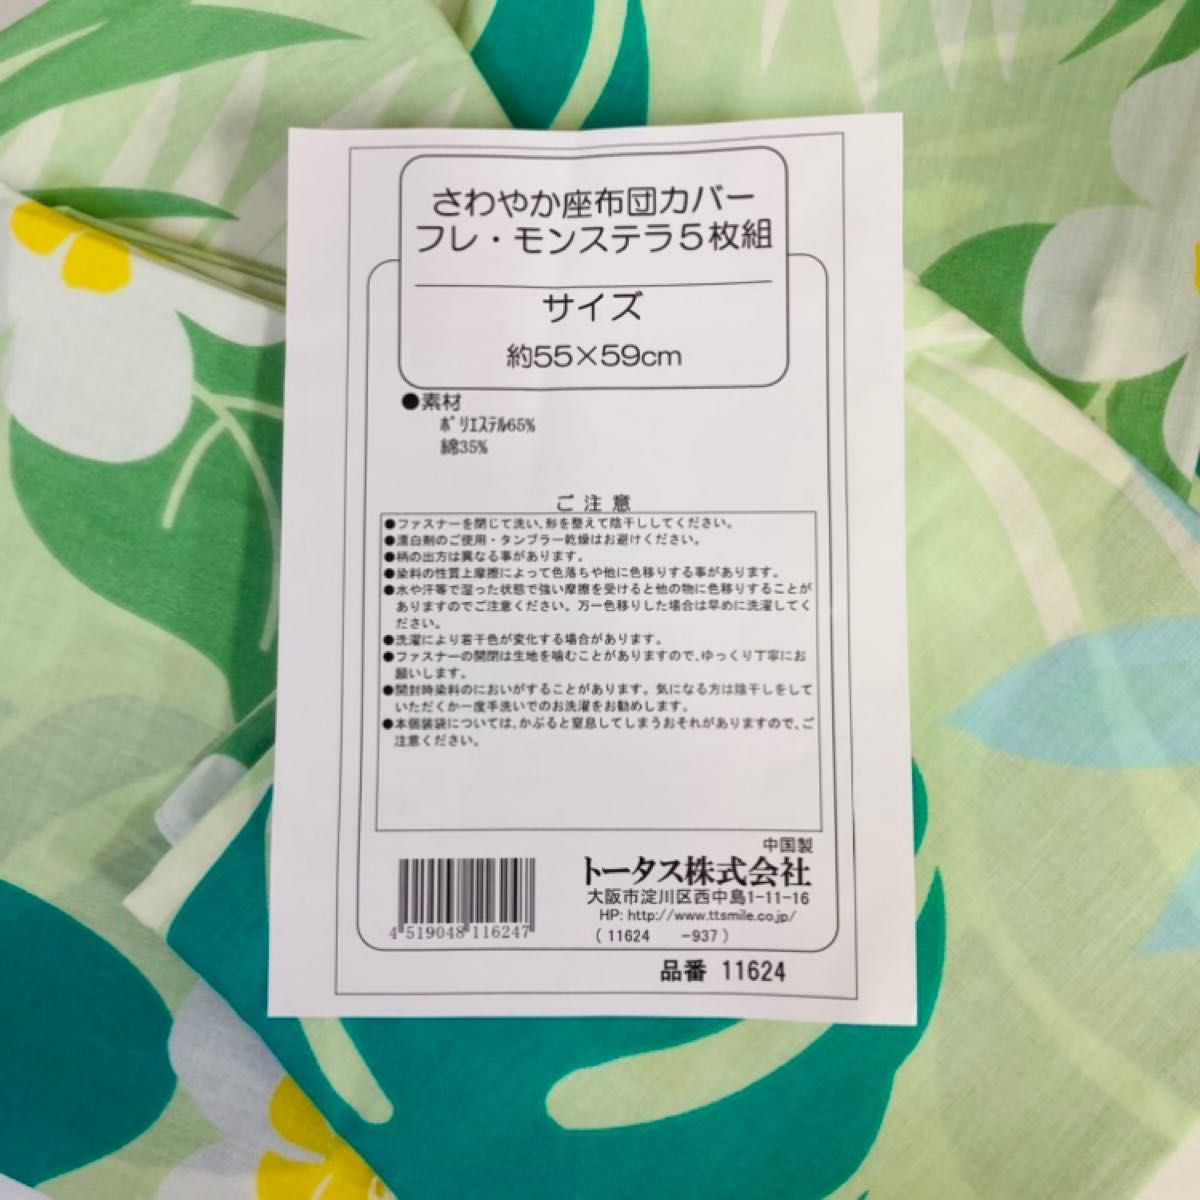 さわやか座布団カバー
フレ・モンステラ5枚組
サイズ
約55×59cm
●素材
ﾎﾟﾘｴｽﾃﾙ65%
綿35%
ご注意
●ファスナーを閉じて洗い、形を整えて陰干ししてください。
●漂白剤のご使用・タンブラー乾燥はお避けください。
●柄の出方は異なる事があります。
●染料の性質上摩擦によって色落ちや他に色移りする事があります。
●水や汗等で湿った状態で強い摩擦を受けると他の物に色移りすることが
ありますのでご注意ください。万一色移りした場合は早めに洗濯してく
ださい。
●洗濯により若干色が変化する場合があります。
●ファスナーの開閉は生地を噛むことがありますので、ゆっくり丁寧にお
願いします。
●開封時染料のにおいがすることがあります。気になる方は陰干しをして
いただくか一度手洗いでのお洗濯をお勧めします。
●本個装袋については、かぶると窒息してしまうおそれがありますので、ご
注意ください。
中国製
トータス株式会社
大阪市淀川区西中島1-11-16
HP: http://www.ttsmile.co.jp/
(11624 -937)
4 519048 116247
品番 11624